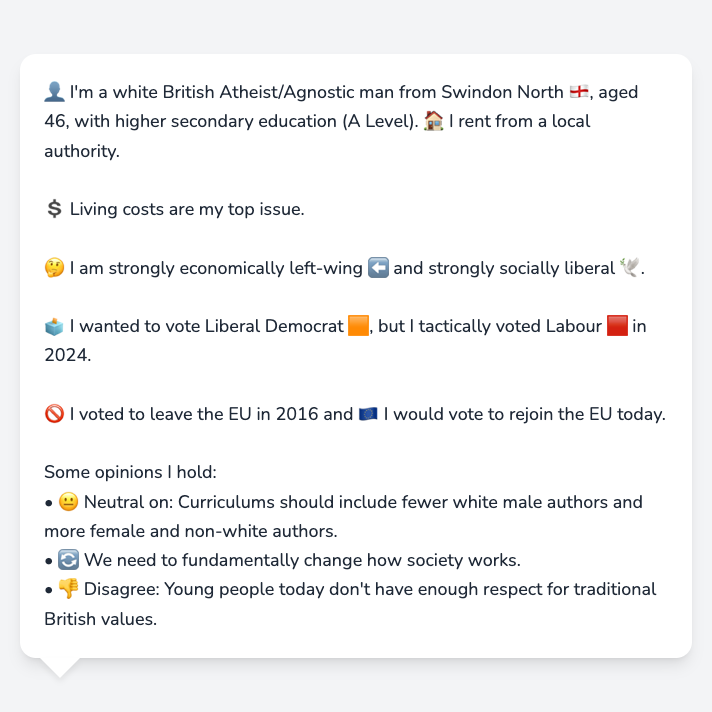 👤 I'm a white British Atheist/Agnostic man from Swindon North 🏴󠁧󠁢󠁥󠁮󠁧󠁿, aged
46, with higher secondary education (A Level). 🏠 I rent from a local
authority.
💲 Living costs are my top issue.
🤔 I am strongly economically left-wing ⬅️ and strongly socially liberal 🕊️.
🗳️ I wanted to vote Liberal Democrat 🟧, but I tactically voted Labour 🟥 in
2024.
🚫 I voted to leave the EU in 2016 and 🇪🇺 I would vote to rejoin the EU today.
Some opinions I hold:
• 😐 Neutral on: Curriculums should include fewer white male authors and
more female and non-white authors.
• 🔄 We need to fundamentally change how society works.
• 👎 Disagree: Young people today don't have enough respect for traditional
British values.